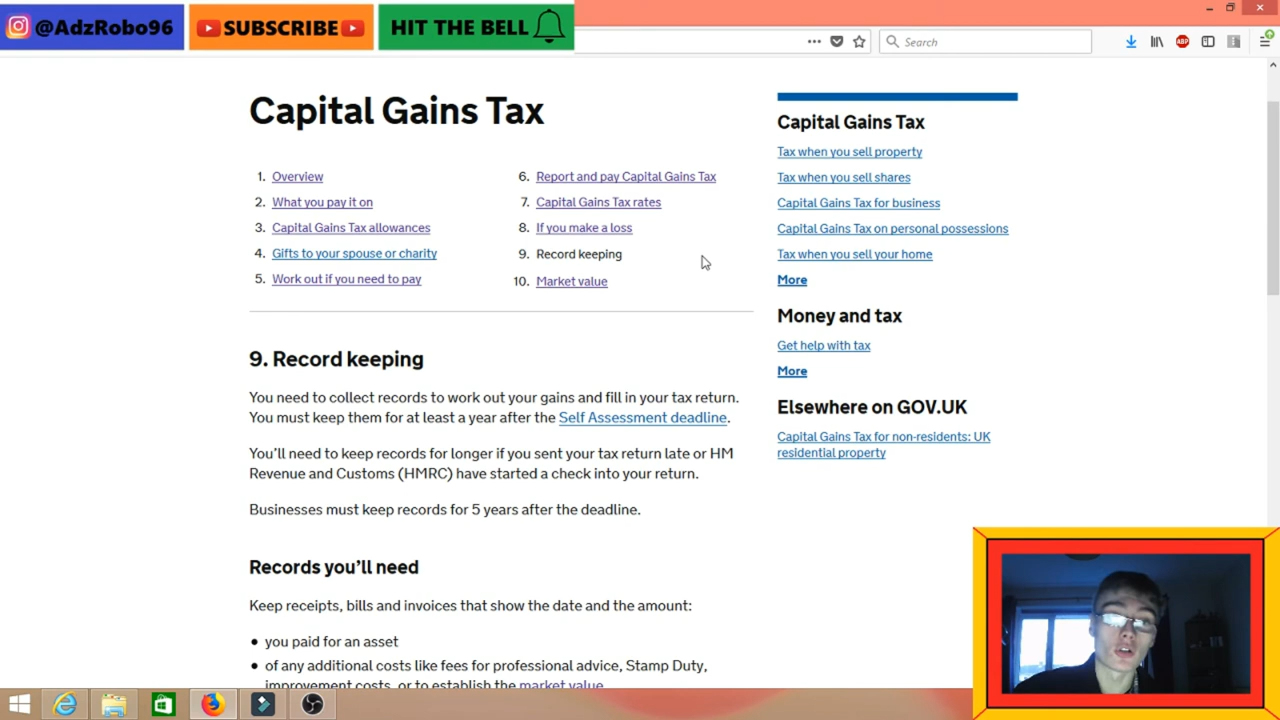 @AdzRobo96
SUBSCRIBE
HIT THE BELL
Search
ABP
Capital Gains Tax
1. Overview
2. What you pay it on
3. Capital Gains Tax allowances
4. Gifts to your spouse or charity
5. Work out if you need to pay
6. Report and pay Capital Gains Tax
7. Capital Gains Tax rates
8. If you make a loss
9. Record keeping
10. Market value
9. Record keeping
You need to collect records to work out your gains and fill in your tax return.
You must keep them for at least a year after the Self Assessment deadline.
You'll need to keep records for longer if you sent your tax return late or HM
Revenue and Customs (HMRC) have started a check into your return.
Businesses must keep records for 5 years after the deadline.
Records you'll need
Keep receipts, bills and invoices that show the date and the amount:
• you paid for an asset
• of any additional costs like fees for professional advice, Stamp Duty,
improvement costs, or to establish the market value
Capital Gains Tax
Tax when you sell property
Tax when you sell shares
Capital Gains Tax for business
Capital Gains Tax on personal possessions
Tax when you sell your home
More
Money and tax
Get help with tax
More
Elsewhere on GOV.UK
Capital Gains Tax for non-residents: UK
residential property